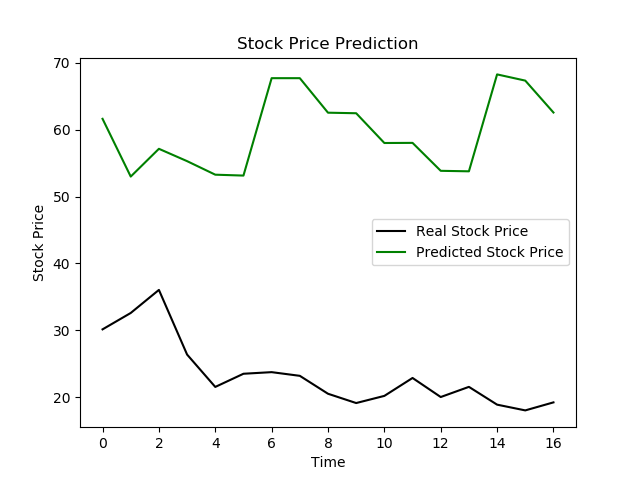 Stock Price Prediction
70
60
50
40
30
20
Stock Price
Real Stock Price
Predicted Stock Price
0 2 4 6 8 10 12 14 16
Time